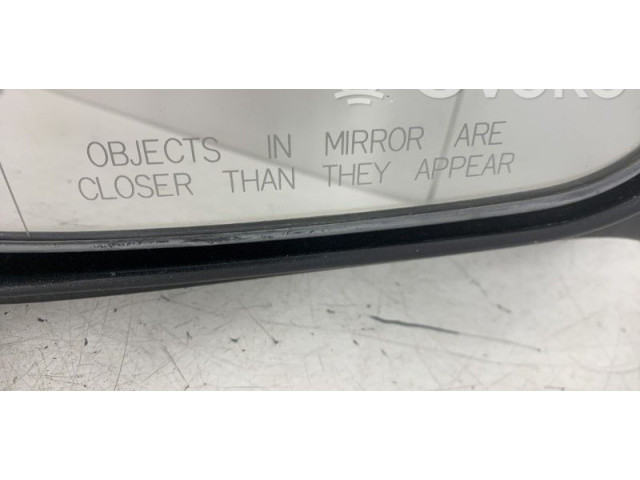 OBJECTS IN MIRROR ARE
CLOSER THAN THEY APPEAR